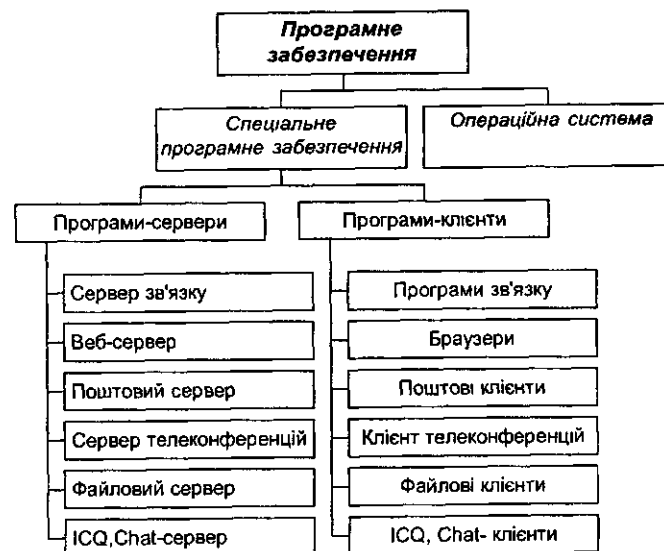 Програмне
забезпечення
Спеціальне
програмне забезпечення
Операційна система
Програми-сервери
Програми-клієнти
Сервер зв'язку
Веб-сервер
Поштовий сервер
Сервер телеконференцій
Файловий сервер
ICQ,Chat-сервер
Програми зв'язку
Браузери
Поштові клієнти
Клієнт телеконференцій
Файлові клієнти
ICQ, Chat- клієнти